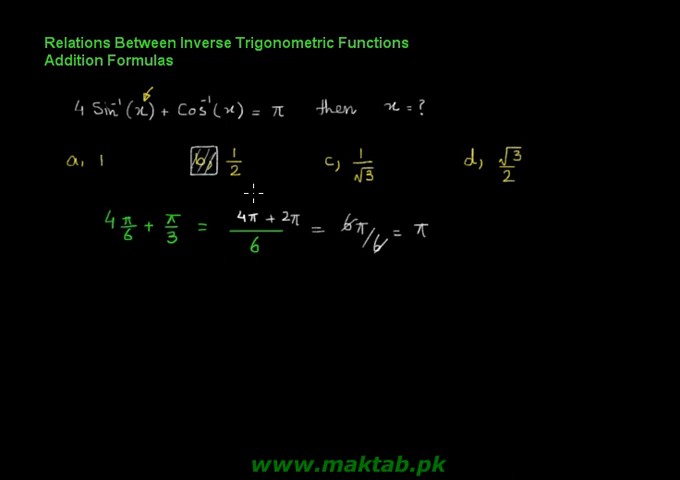 Relations Between Inverse Trigonometric Functions
Addition Formulas
4 Sin⁻¹(x) + Cos⁻¹(x) = π then x = ?
a, 1 b, 1/2 c, 1/√3 d, √3/2
4 π/6 + π/3 = (4π + 2π)/6 = 6π/6 = π
www.maktab.pk